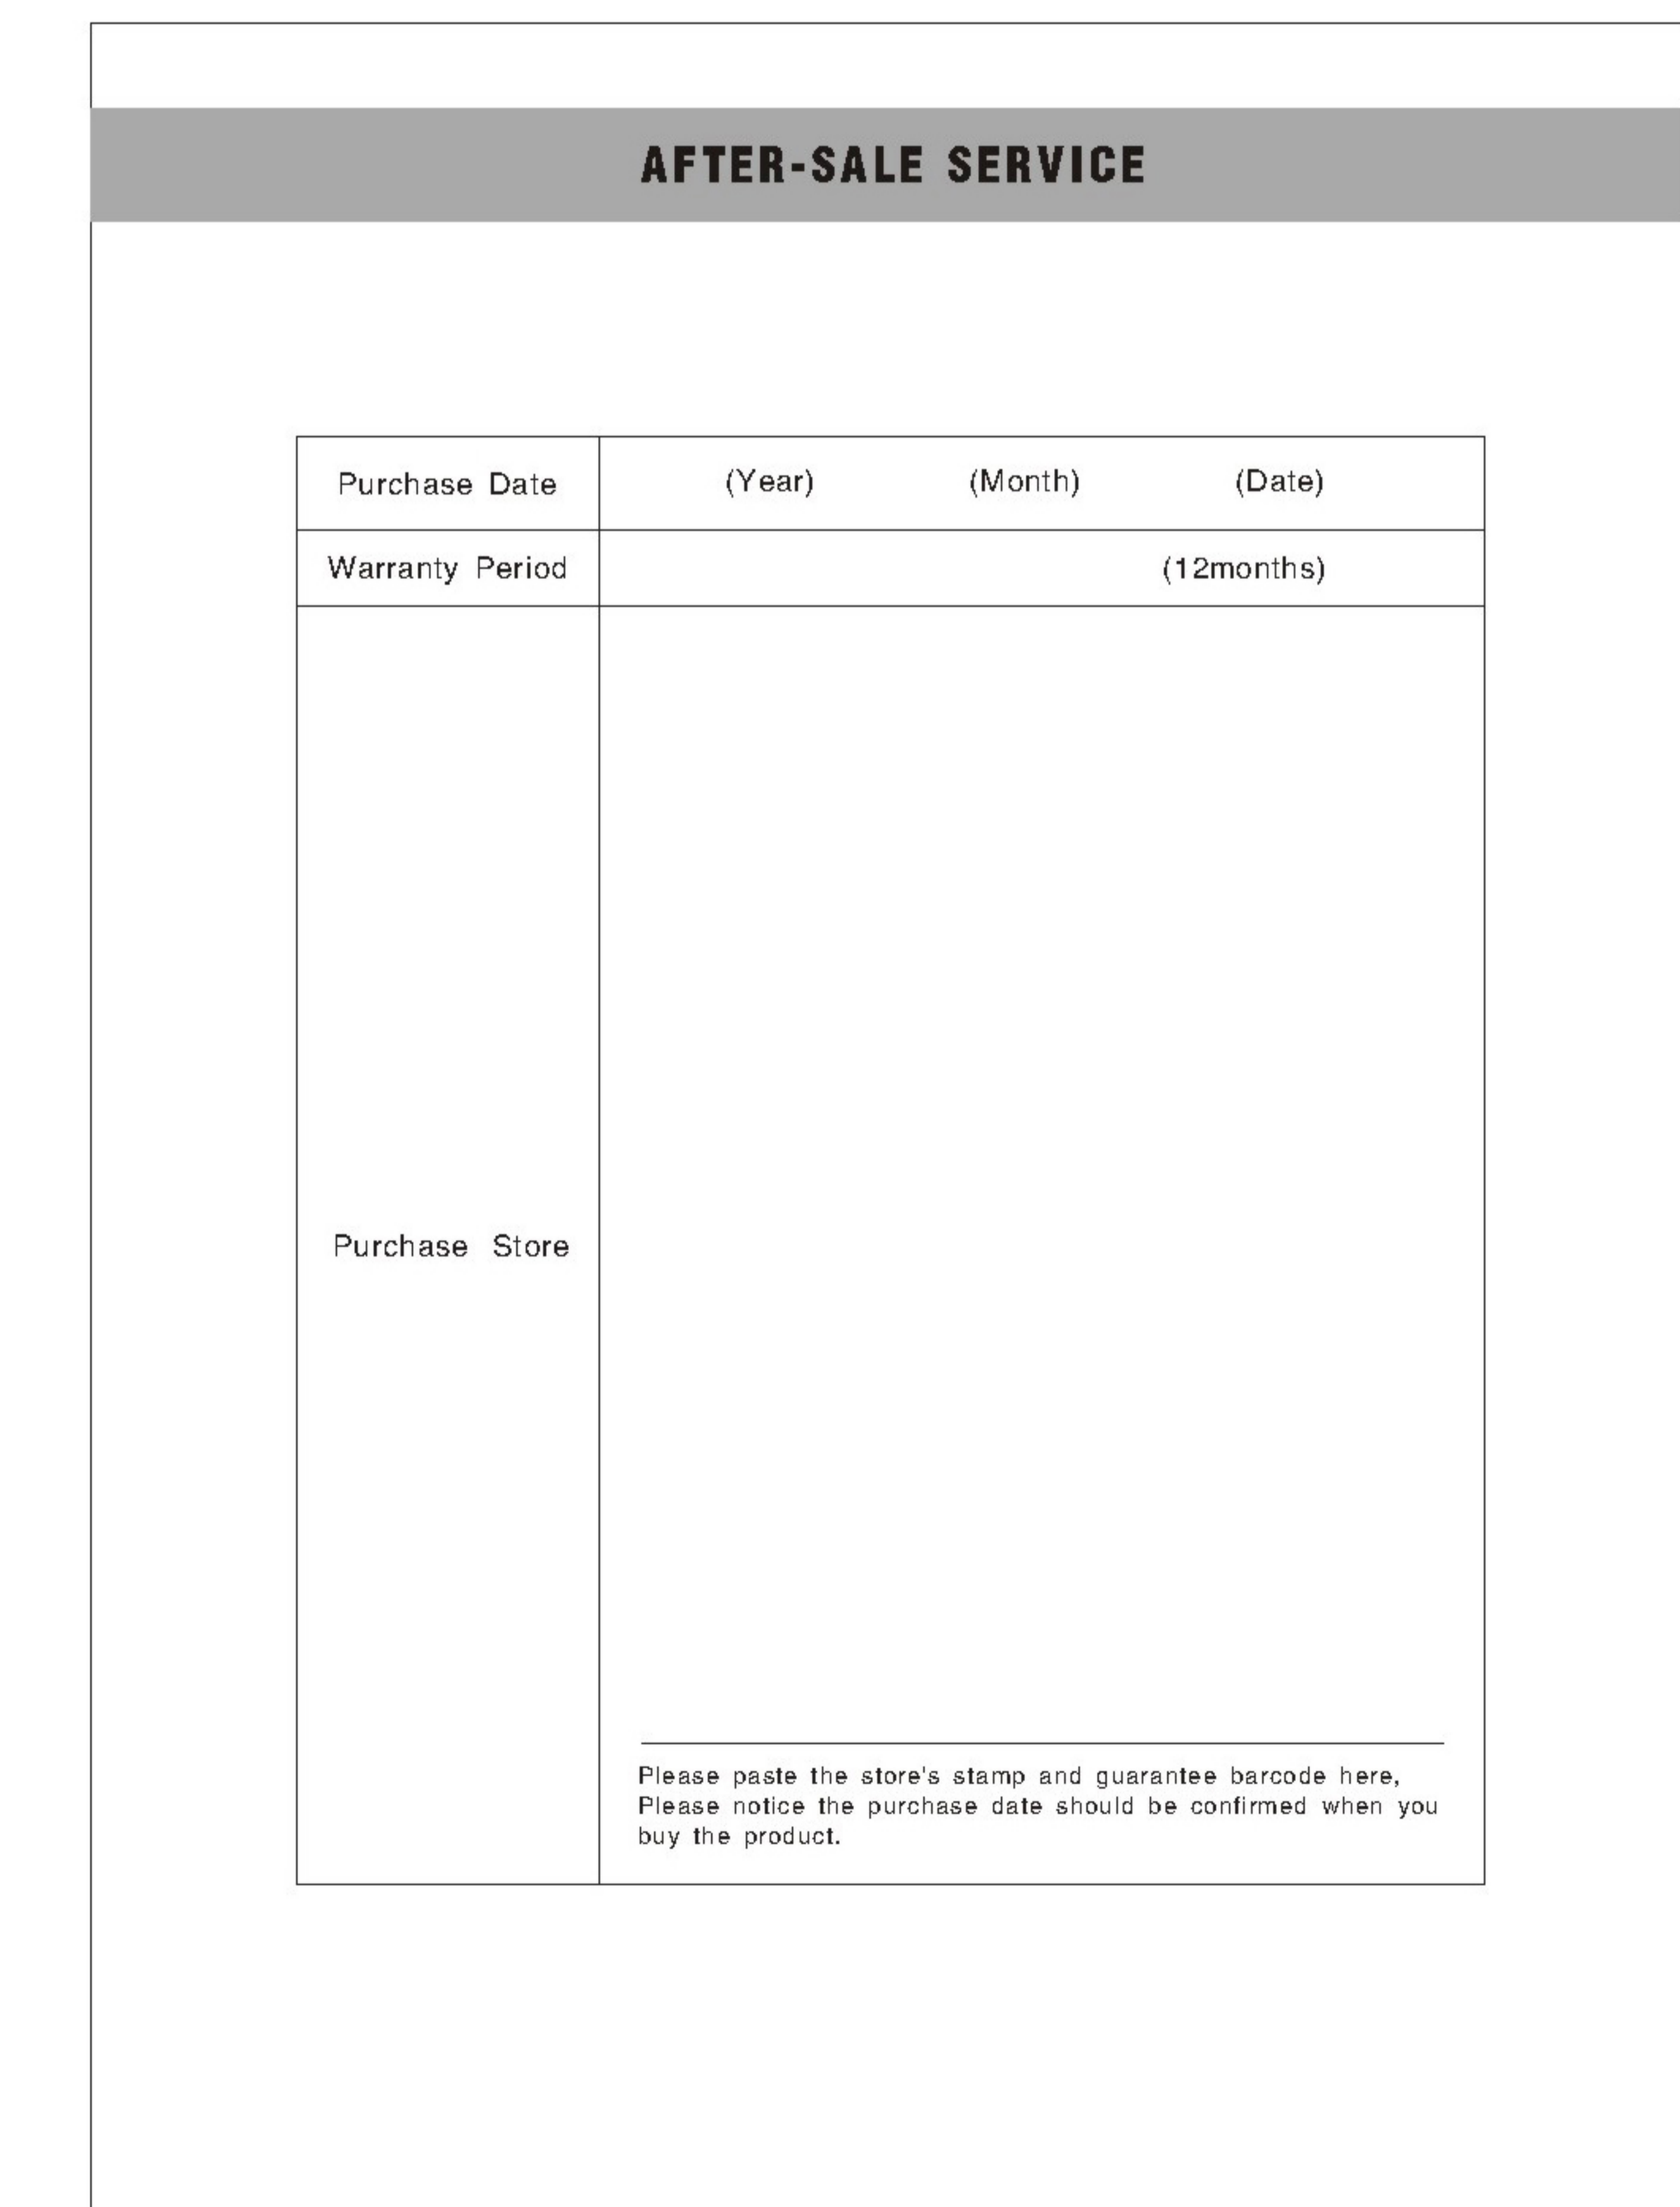 AFTER-SALE SERVICE
Purchase Date (Year) (Month) (Date)
Warranty Period (12months)
Purchase Store
Please paste the store's stamp and guarantee barcode here,
Please notice the purchase date should be confirmed when you
buy the product.